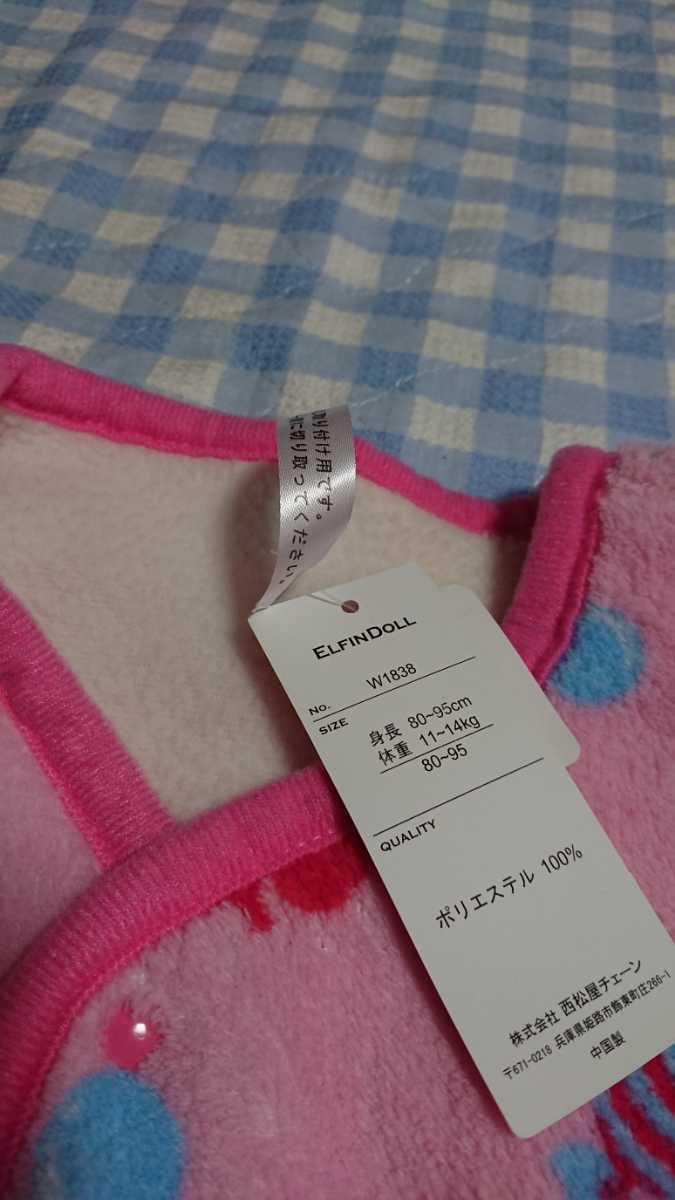 取り付け用です。
に切り取ってください。
ELFINDOLL
No. W1838
SIZE
身長 80~95cm
体重 11~14kg
80~95
QUALITY
ポリエステル 100%
株式会社 西松屋チェーン
〒671-0218 兵庫県姫路市飾東町庄266-1
中国製